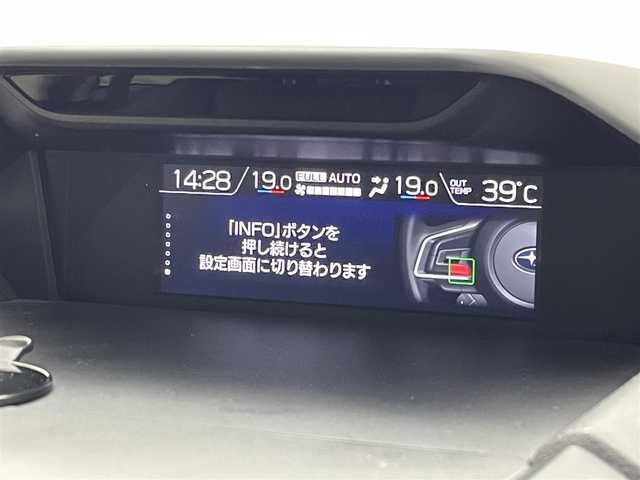 14:28 19.0 FULL AUTO 19.0 OUT TEMP 39℃
「INFO」ボタンを
押し続けると
設定画面に切り替わります